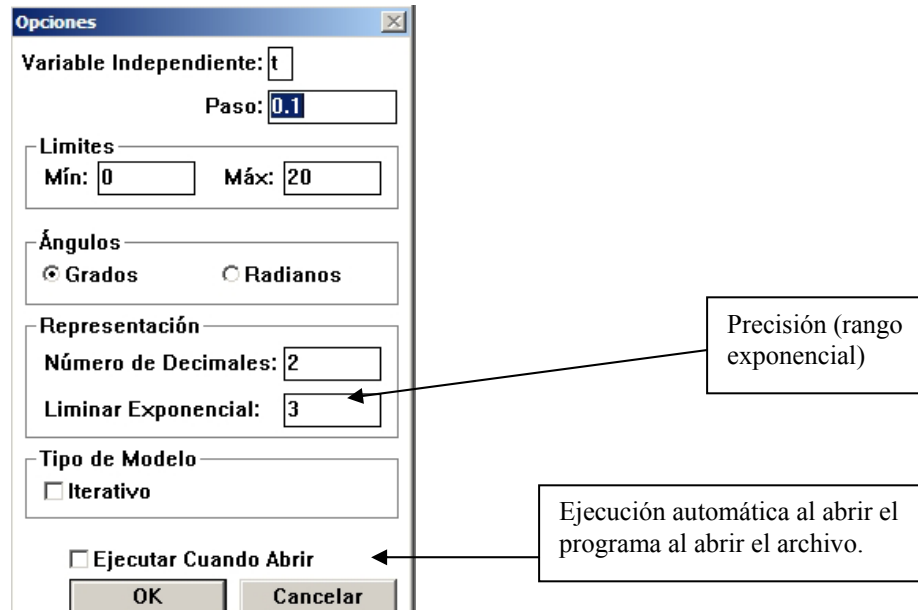 Opciones
Variable Independiente: t
Paso: 0.1
Limites
Mín: 0 Máx: 20
Ángulos
Grados Radianos
Representación
Número de Decimales: 2
Liminar Exponencial: 3
Tipo de Modelo
Iterativo
Ejecutar Cuando Abrir
OK Cancelar
Precisión (rango
exponencial)
Ejecución automática al abrir el
programa al abrir el archivo.